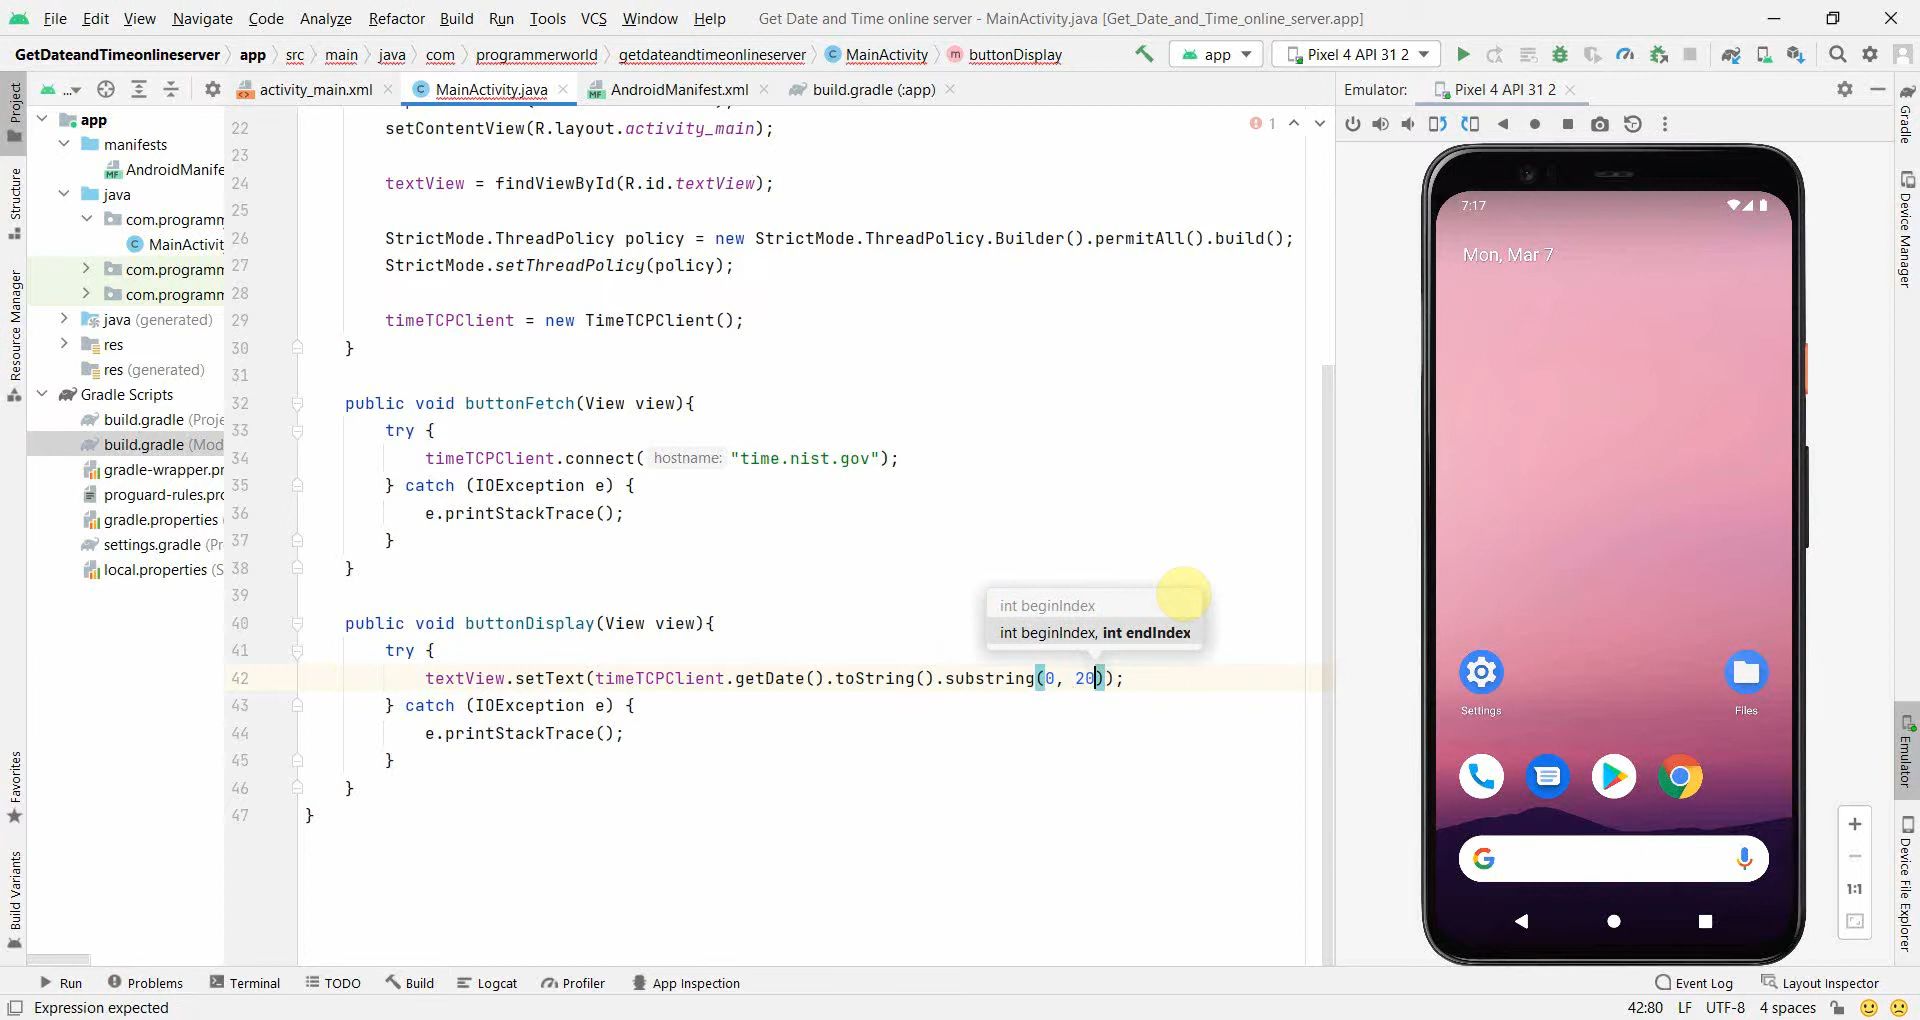 File Edit View Navigate Code Analyze Refactor Build Run Tools VCS Window Help Get Date and Time online server - MainActivity.java [Get_Date_and_Time_online_server.app]
GetDateandTimeonlineserver app src main java com programmerworld getdateandtimeonlineserver C MainActivity m buttonDisplay app Pixel 4 API 31 2
... activity_main.xml C MainActivity.java MF AndroidManifest.xml build.gradle (:app) Emulator: Pixel 4 API 31 2
Project
Structure
Resource Manager
Favorites
Build Variants
app
manifests
MF AndroidManife
java
com.programm
C MainActivit
com.programm
com.programm
java (generated)
res
res (generated)
Gradle Scripts
build.gradle (Proje
build.gradle (Mod
gradle-wrapper.pr
proguard-rules.pro
gradle.properties
settings.gradle (Pr
local.properties (S
1
22 setContentView(R.layout.activity_main);
23
24 textView = findViewById(R.id.textView);
25
26 StrictMode.ThreadPolicy policy = new StrictMode.ThreadPolicy.Builder().permitAll().build();
27 StrictMode.setThreadPolicy(policy);
28
29 timeTCPClient = new TimeTCPClient();
30 }
31
32 public void buttonFetch(View view){
33 try {
34 timeTCPClient.connect( hostname: "time.nist.gov");
35 } catch (IOException e) {
36 e.printStackTrace();
37 }
38 }
39
int beginIndex
int beginIndex, int endIndex
40 public void buttonDisplay(View view){
41 try {
42 textView.setText(timeTCPClient.getDate().toString().substring(0, 20));
43 } catch (IOException e) {
44 e.printStackTrace();
45 }
46 }
47 }
7:17
Mon, Mar 7
Settings
Files
G
1:1
Gradle
Device Manager
Emulator
Device File Explorer
Run Problems Terminal TODO Build Logcat Profiler App Inspection Event Log Layout Inspector
Expression expected 42:80 LF UTF-8 4 spaces